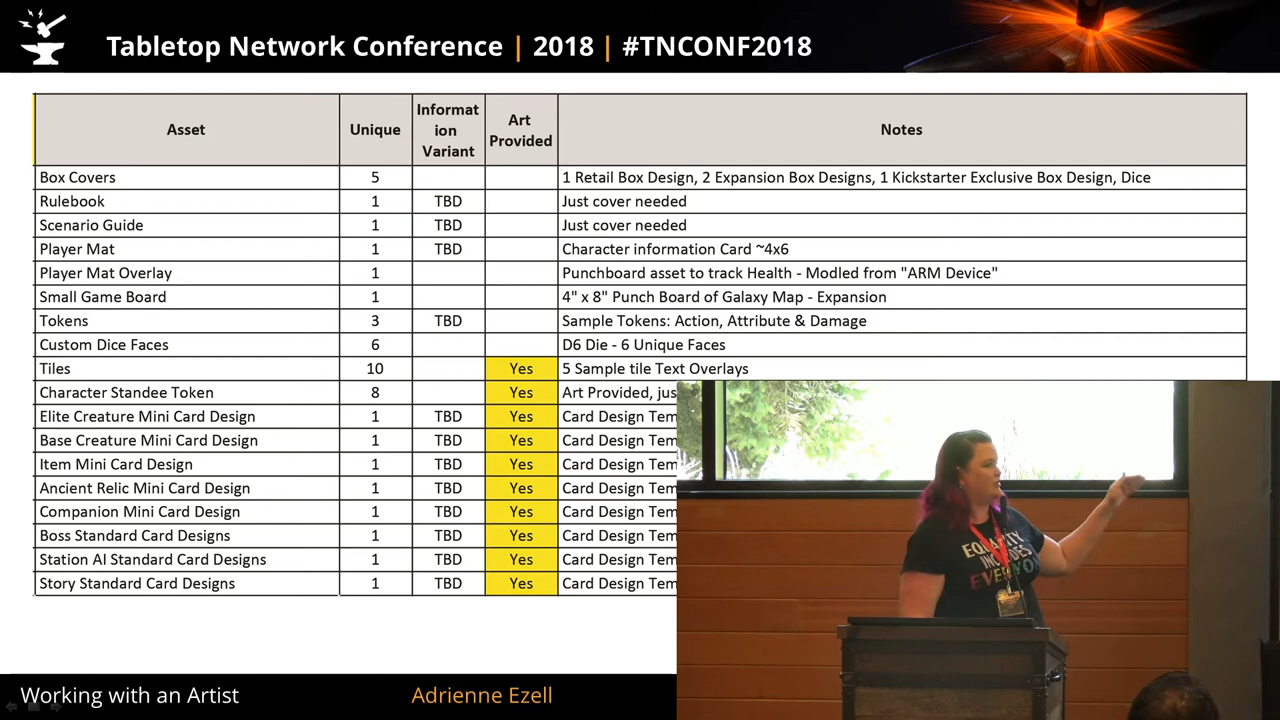 Tabletop Network Conference | 2018 | #TNCONF2018
Asset Unique Informat ion Variant Art Provided Notes
Box Covers 5 1 Retail Box Design, 2 Expansion Box Designs, 1 Kickstarter Exclusive Box Design, Dice
Rulebook 1 TBD Just cover needed
Scenario Guide 1 TBD Just cover needed
Player Mat 1 TBD Character information Card ~4x6
Player Mat Overlay 1 Punchboard asset to track Health - Modled from "ARM Device"
Small Game Board 1 4" x 8" Punch Board of Galaxy Map - Expansion
Tokens 3 TBD Sample Tokens: Action, Attribute & Damage
Custom Dice Faces 6 D6 Die - 6 Unique Faces
Tiles 10 Yes 5 Sample tile Text Overlays
Character Standee Token 8 Yes Art Provided, jus
Elite Creature Mini Card Design 1 TBD Yes Card Design Tem
Base Creature Mini Card Design 1 TBD Yes Card Design Tem
Item Mini Card Design 1 TBD Yes Card Design Tem
Ancient Relic Mini Card Design 1 TBD Yes Card Design Tem
Companion Mini Card Design 1 TBD Yes Card Design Tem
Boss Standard Card Designs 1 TBD Yes Card Design Tem
Station AI Standard Card Designs 1 TBD Yes Card Design Tem
Story Standard Card Designs 1 TBD Yes Card Design Tem
EQUALITY
INCLUDES
EVERYONE
Working with an Artist Adrienne Ezell